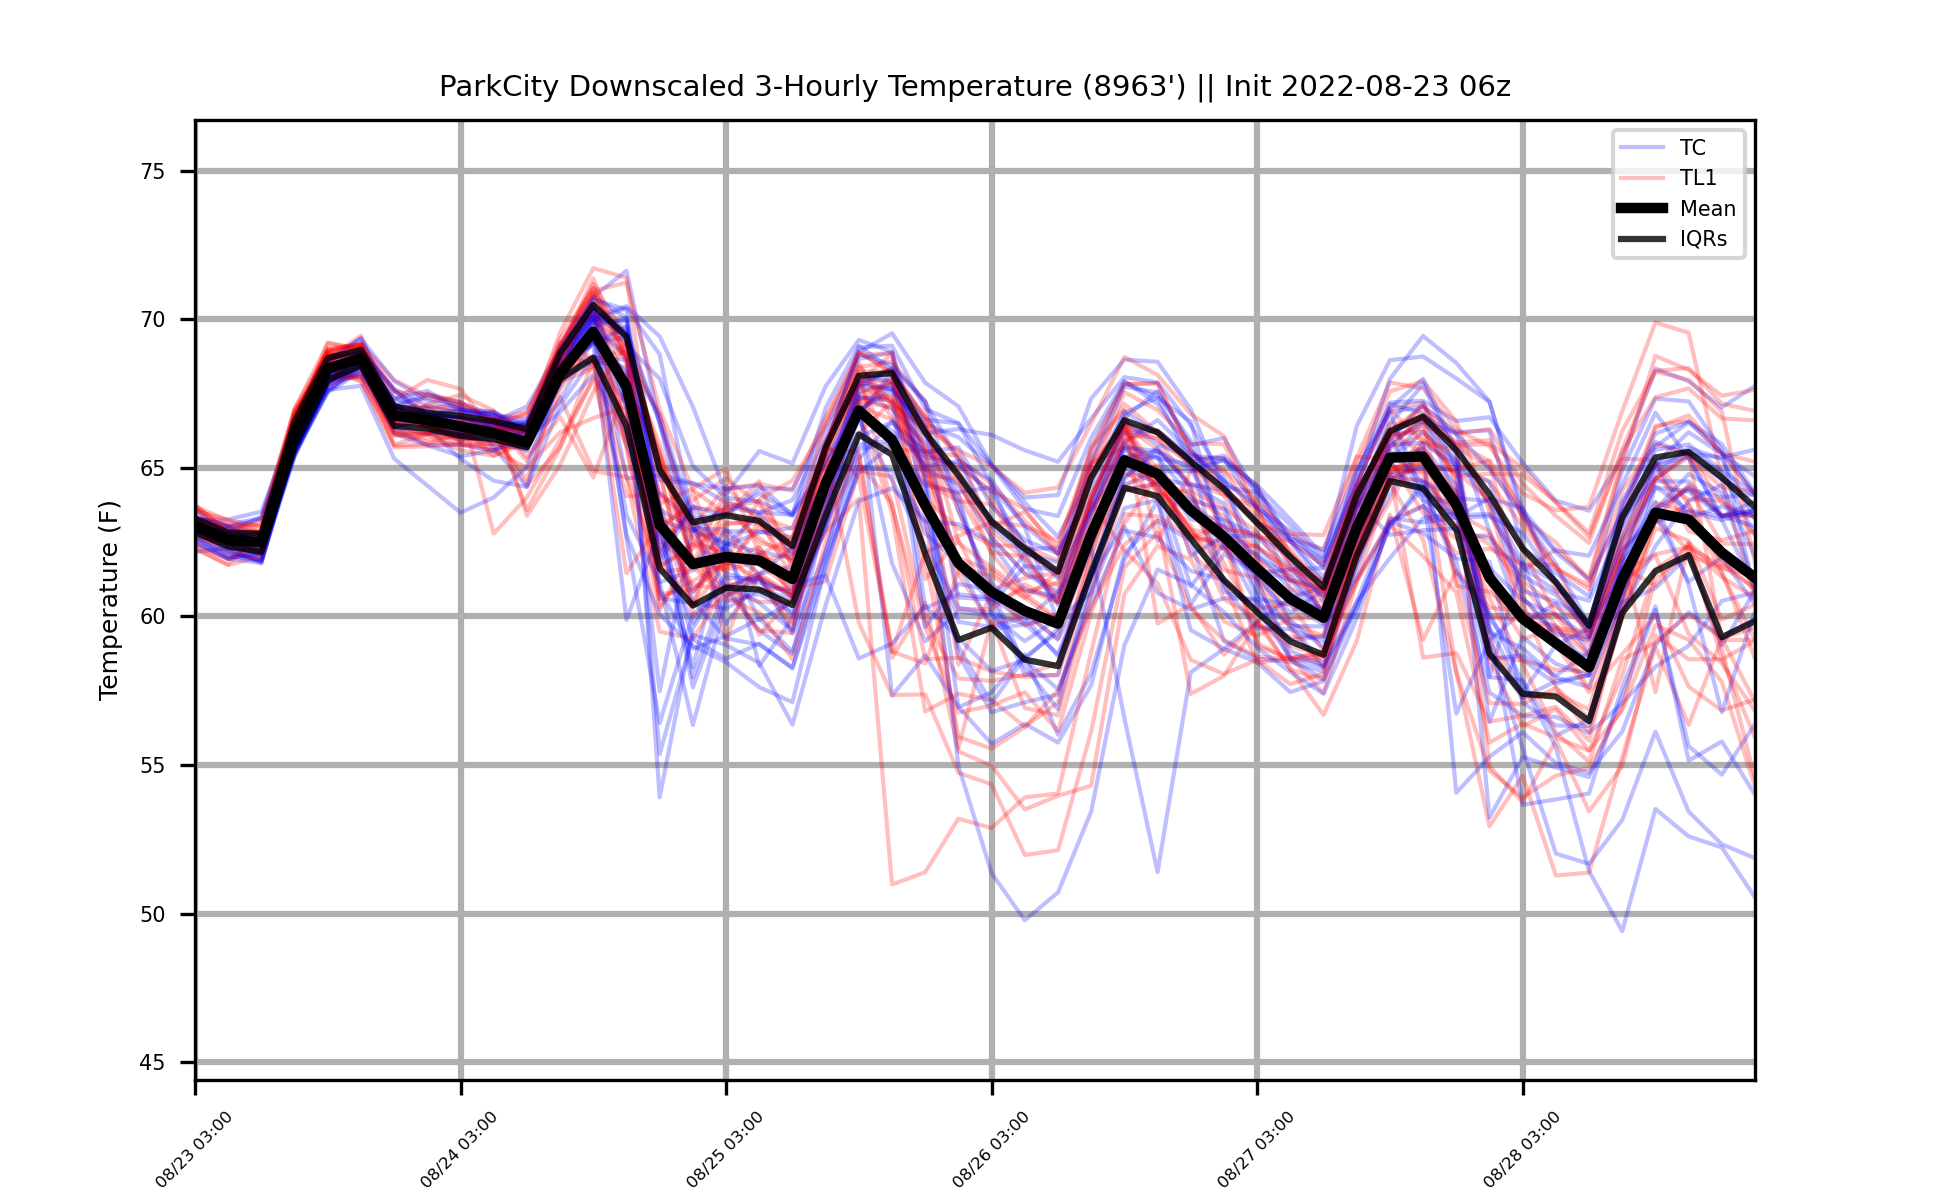 ParkCity Downscaled 3-Hourly Temperature (8963') || Init 2022-08-23 06z
TC
TL1
Mean
IQRs
Temperature (F)
75
70
65
60
55
50
45
08/23 03:00
08/24 03:00
08/25 03:00
08/26 03:00
08/27 03:00
08/28 03:00